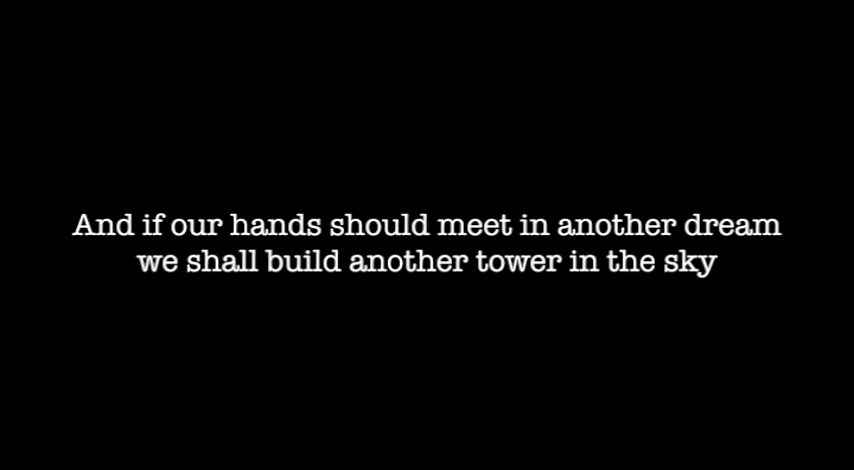 And if our hands should meet in another dream
we shall build another tower in the sky